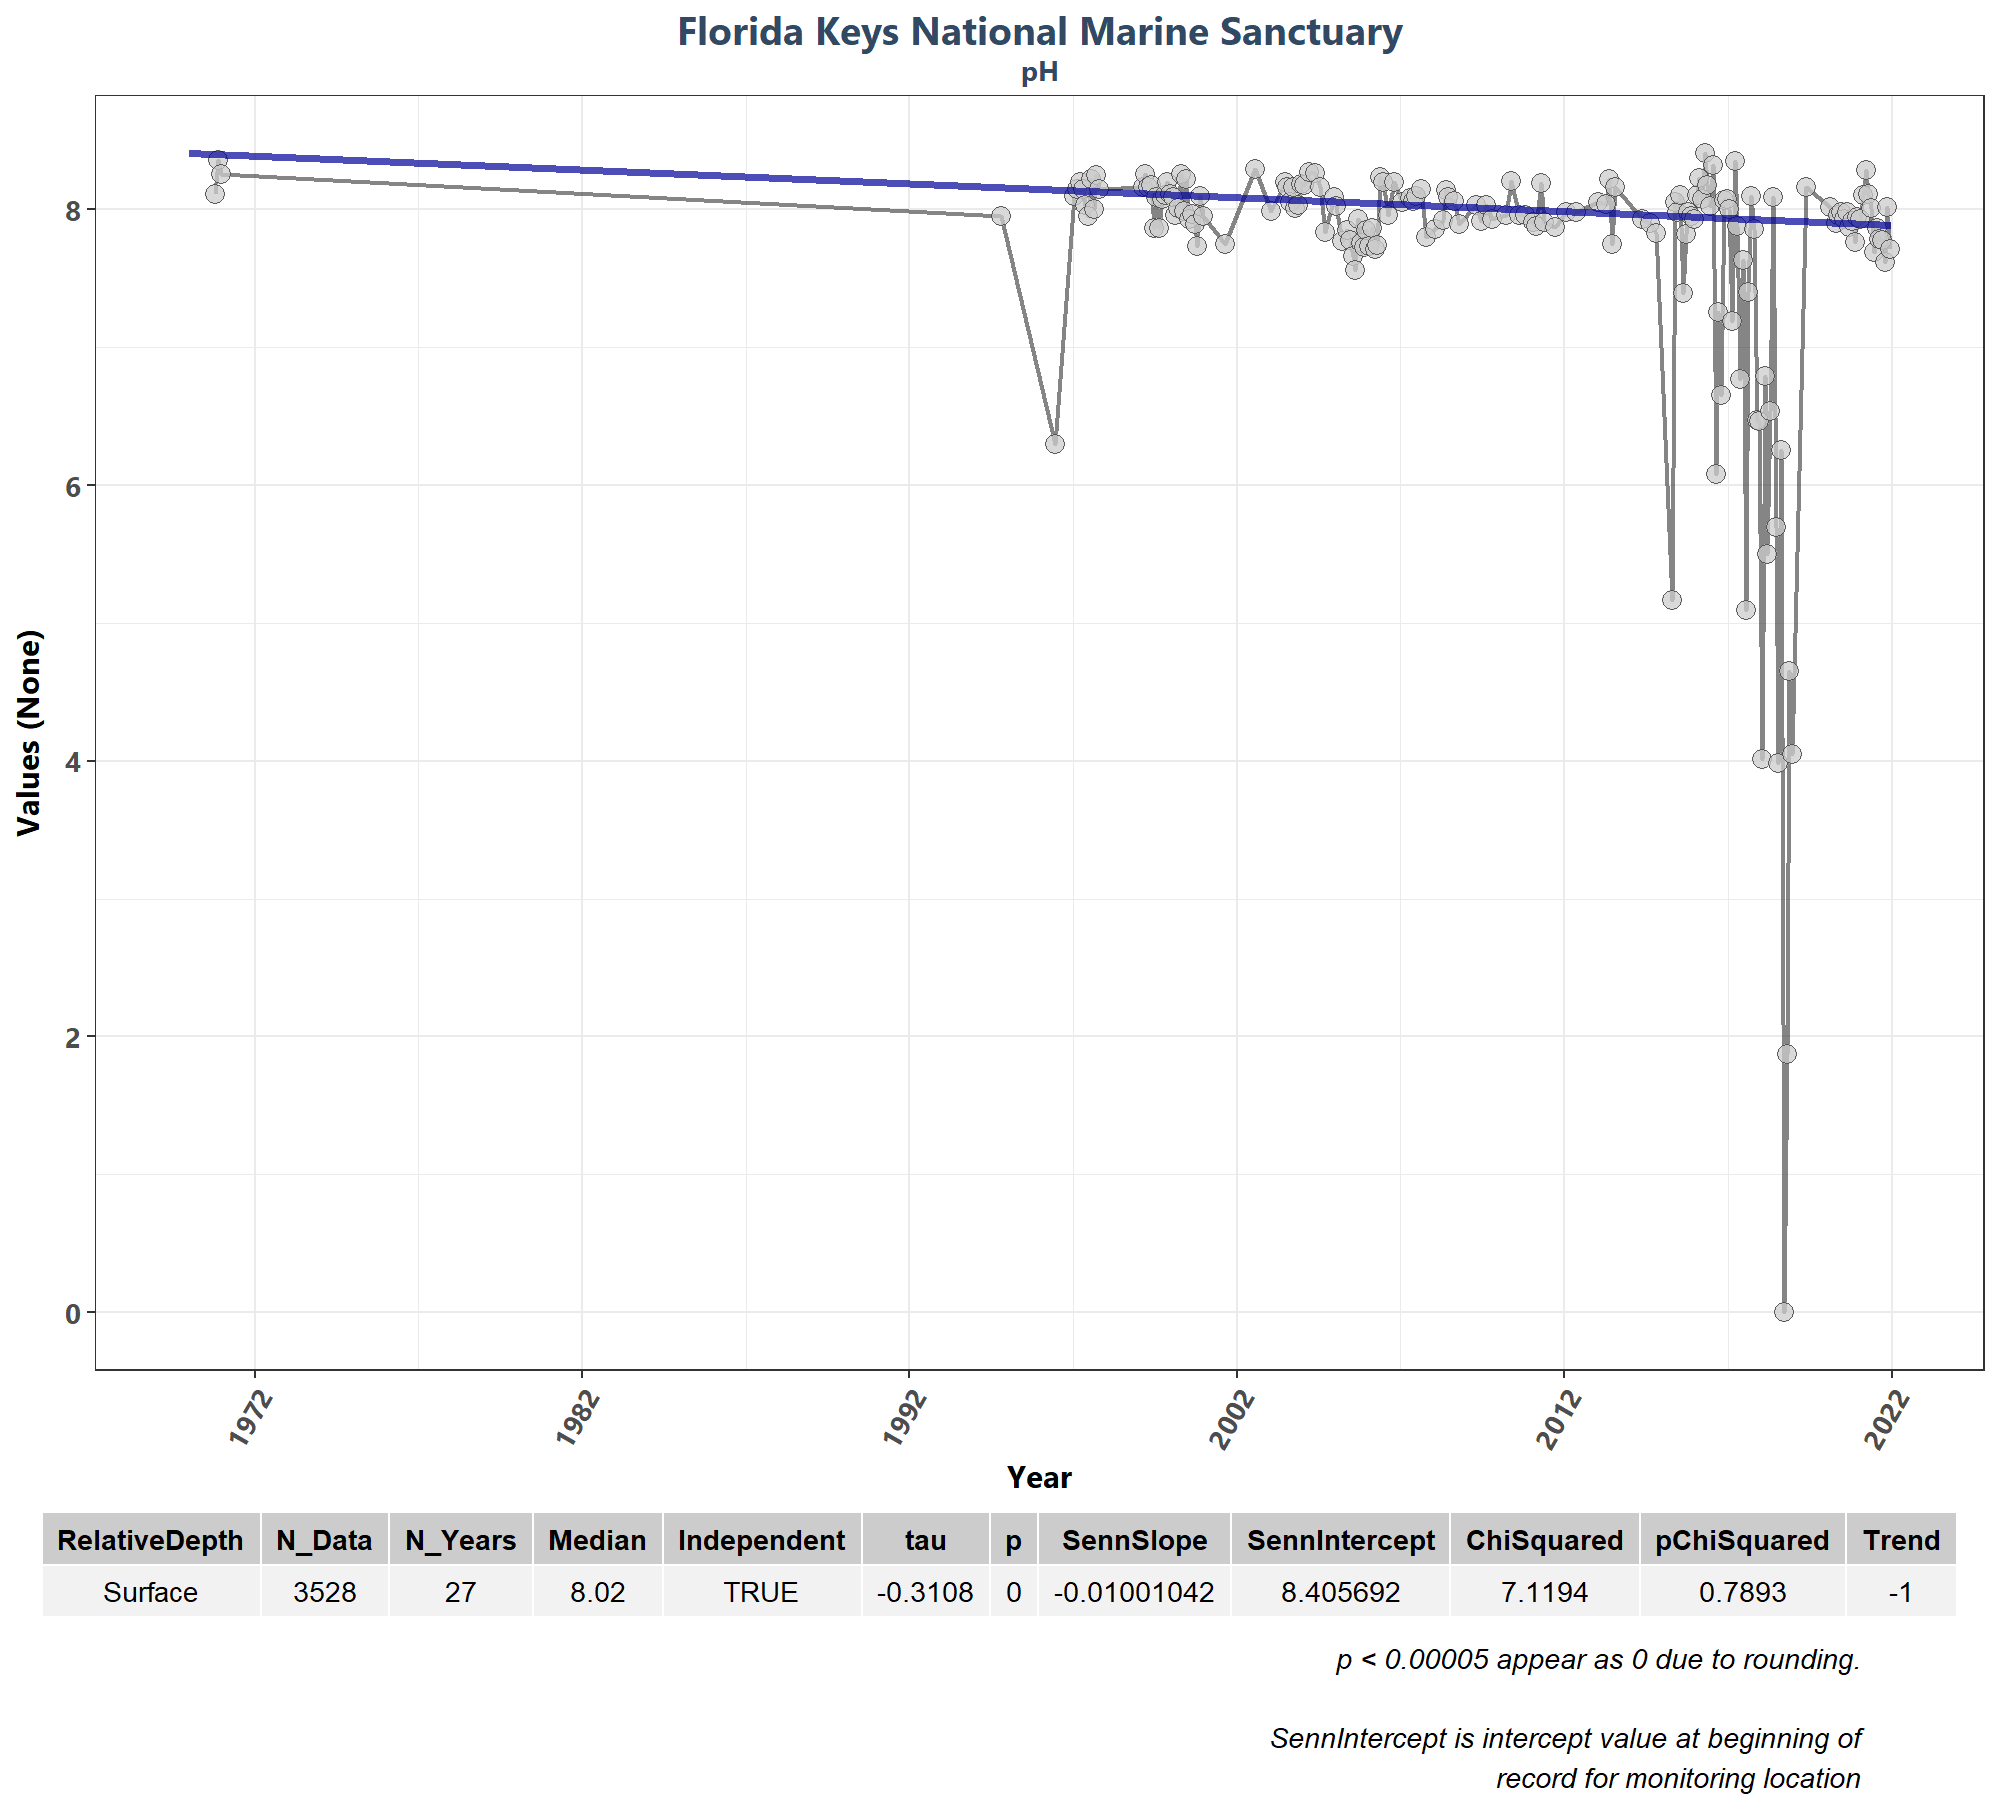 Florida Keys National Marine Sanctuary
pH
Values (None)
8
6
4
2
0
1972 1982 1992 2002 2012 2022
Year
RelativeDepth N_Data N_Years Median Independent tau p SennSlope SennIntercept ChiSquared pChiSquared Trend
Surface 3528 27 8.02 TRUE -0.3108 0 -0.01001042 8.405692 7.1194 0.7893 -1
p < 0.00005 appear as 0 due to rounding.
SennIntercept is intercept value at beginning of
record for monitoring location